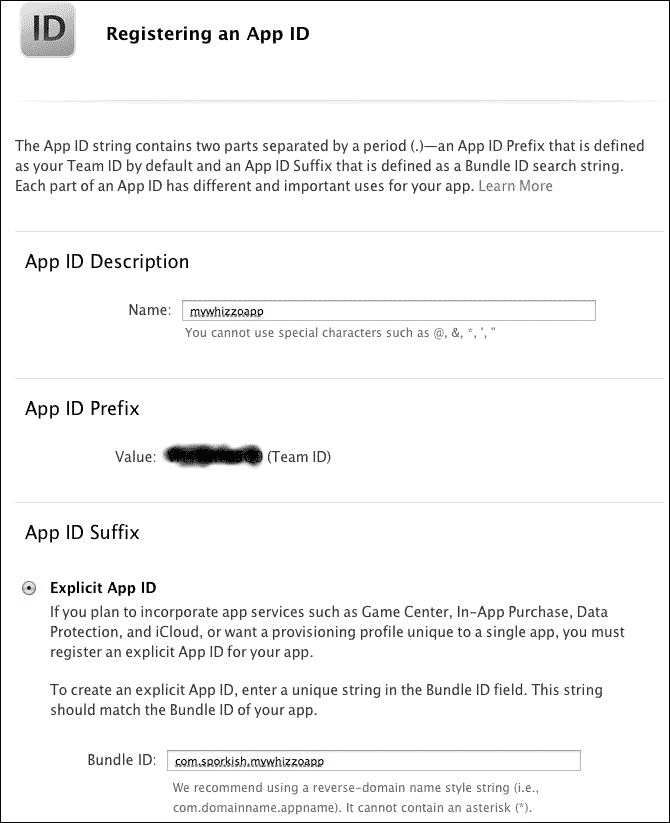 ID
Registering an App ID
The App ID string contains two parts separated by a period (.)—an App ID Prefix that is defined
as your Team ID by default and an App ID Suffix that is defined as a Bundle ID search string.
Each part of an App ID has different and important uses for your app. Learn More
App ID Description
Name: mywhizzoapp
You cannot use special characters such as @, &, *, ', "
App ID Prefix
Value: (Team ID)
App ID Suffix
Explicit App ID
If you plan to incorporate app services such as Game Center, In-App Purchase, Data
Protection, and iCloud, or want a provisioning profile unique to a single app, you must
register an explicit App ID for your app.
To create an explicit App ID, enter a unique string in the Bundle ID field. This string
should match the Bundle ID of your app.
Bundle ID: com.sporkish.mywhizzoapp
We recommend using a reverse-domain name style string (i.e.,
com.domainname.appname). It cannot contain an asterisk (*).